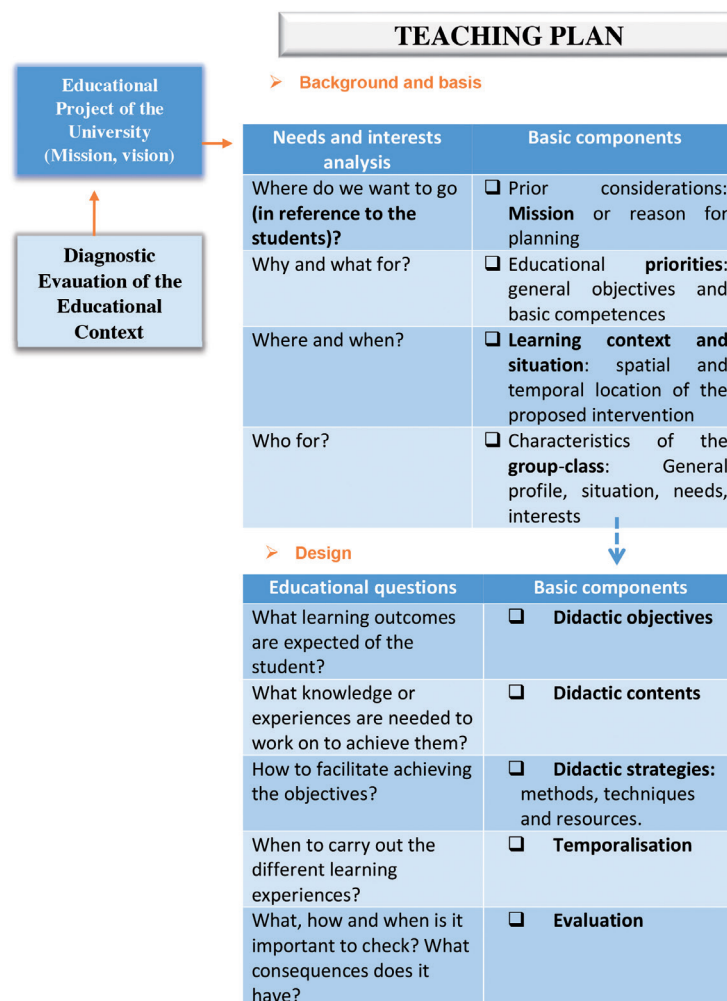 TEACHING PLAN
Educational
Project of the
University
(Mission, vision)
Diagnostic
Evauation of the
Educational
Context
➢ Background and basis
Needs and interests
analysis
Basic components
Where do we want to go
(in reference to the
students)?
❑ Prior considerations:
Mission or reason for
planning
Why and what for?
❑ Educational priorities:
general objectives and
basic competences
Where and when?
❑ Learning context and
situation: spatial and
temporal location of the
proposed intervention
Who for?
❑ Characteristics of the
group-class: General
profile, situation, needs,
interests
➢ Design
Educational questions
Basic components
What learning outcomes
are expected of the
student?
❑ Didactic objectives
What knowledge or
experiences are needed to
work on to achieve them?
❑ Didactic contents
How to facilitate achieving
the objectives?
❑ Didactic strategies:
methods, techniques
and resources.
When to carry out the
different learning
experiences?
❑ Temporalisation
What, how and when is it
important to check? What
consequences does it
have?
❑ Evaluation